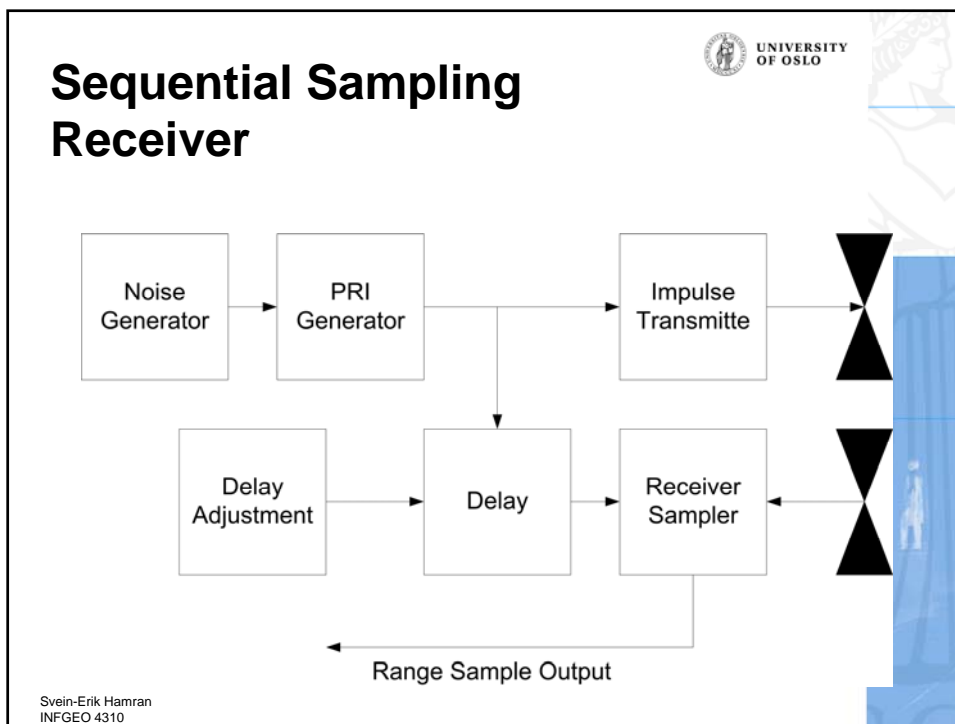 UNIVERSITY
OF OSLO
Sequential Sampling
Receiver
Noise
Generator
PRI
Generator
Impulse
Transmitte
Delay
Adjustment
Delay
Receiver
Sampler
Range Sample Output
Svein-Erik Hamran
INFGEO 4310